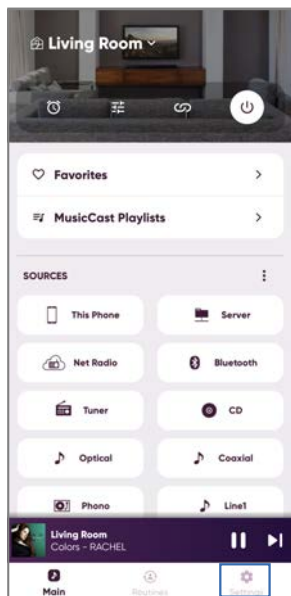 Living Room
Favorites
MusicCast Playlists
SOURCES
This Phone
Server
Net Radio
Bluetooth
Tuner
CD
Optical
Coaxial
Phono
Line1
Living Room
Colors - RACHEL
Main
Routines
Settings